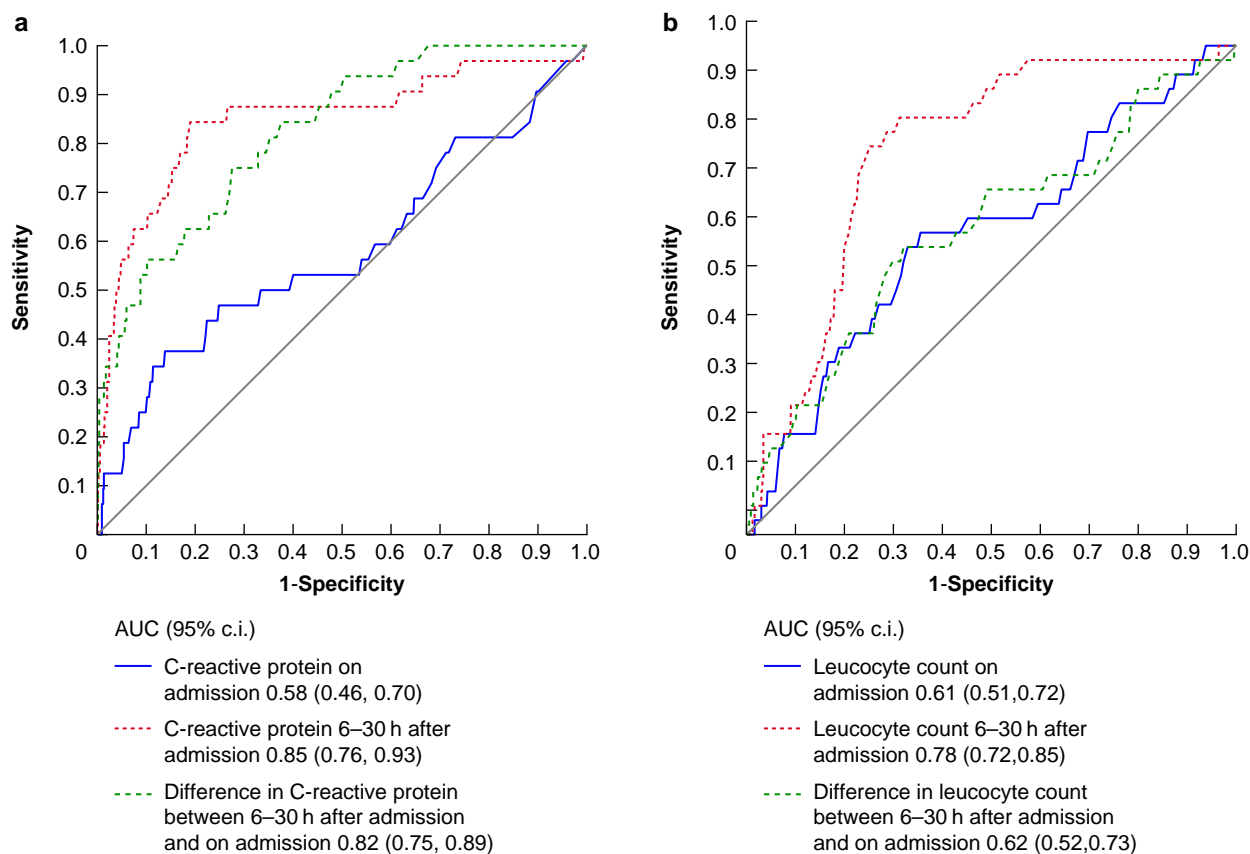 a
1.0
0.9
0.8
0.7
0.6
0.5
0.4
0.3
0.2
0.1
0
Sensitivity
0.1 0.2 0.3 0.4 0.5 0.6 0.7 0.8 0.9 1.0
1-Specificity
AUC (95% c.i.)
C-reactive protein on
admission 0.58 (0.46, 0.70)
C-reactive protein 6–30 h after
admission 0.85 (0.76, 0.93)
Difference in C-reactive protein
between 6–30 h after admission
and on admission 0.82 (0.75, 0.89)
b
1.0
0.9
0.8
0.7
0.6
0.5
0.4
0.3
0.2
0.1
0
Sensitivity
0.1 0.2 0.3 0.4 0.5 0.6 0.7 0.8 0.9 1.0
1-Specificity
AUC (95% c.i.)
Leucocyte count on
admission 0.61 (0.51,0.72)
Leucocyte count 6–30 h after
admission 0.78 (0.72,0.85)
Difference in leucocyte count
between 6–30 h after admission
and on admission 0.62 (0.52,0.73)